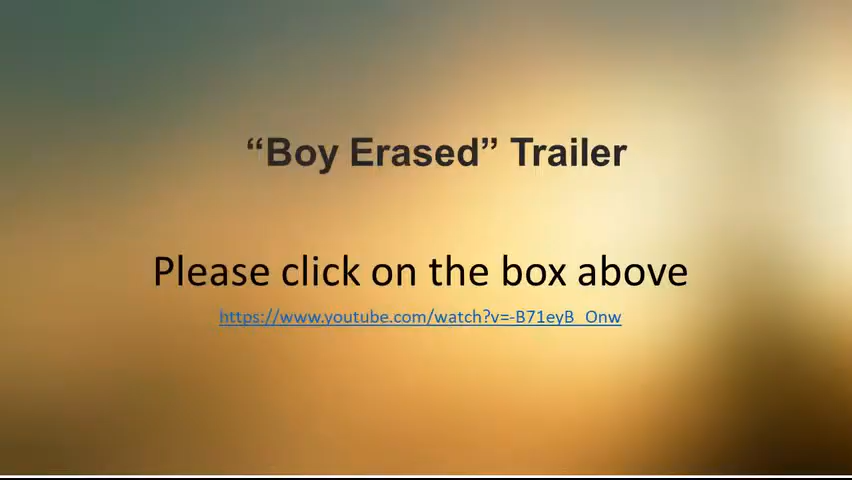 “Boy Erased” Trailer
Please click on the box above
https://www.youtube.com/watch?v=-B71eyB_Onw